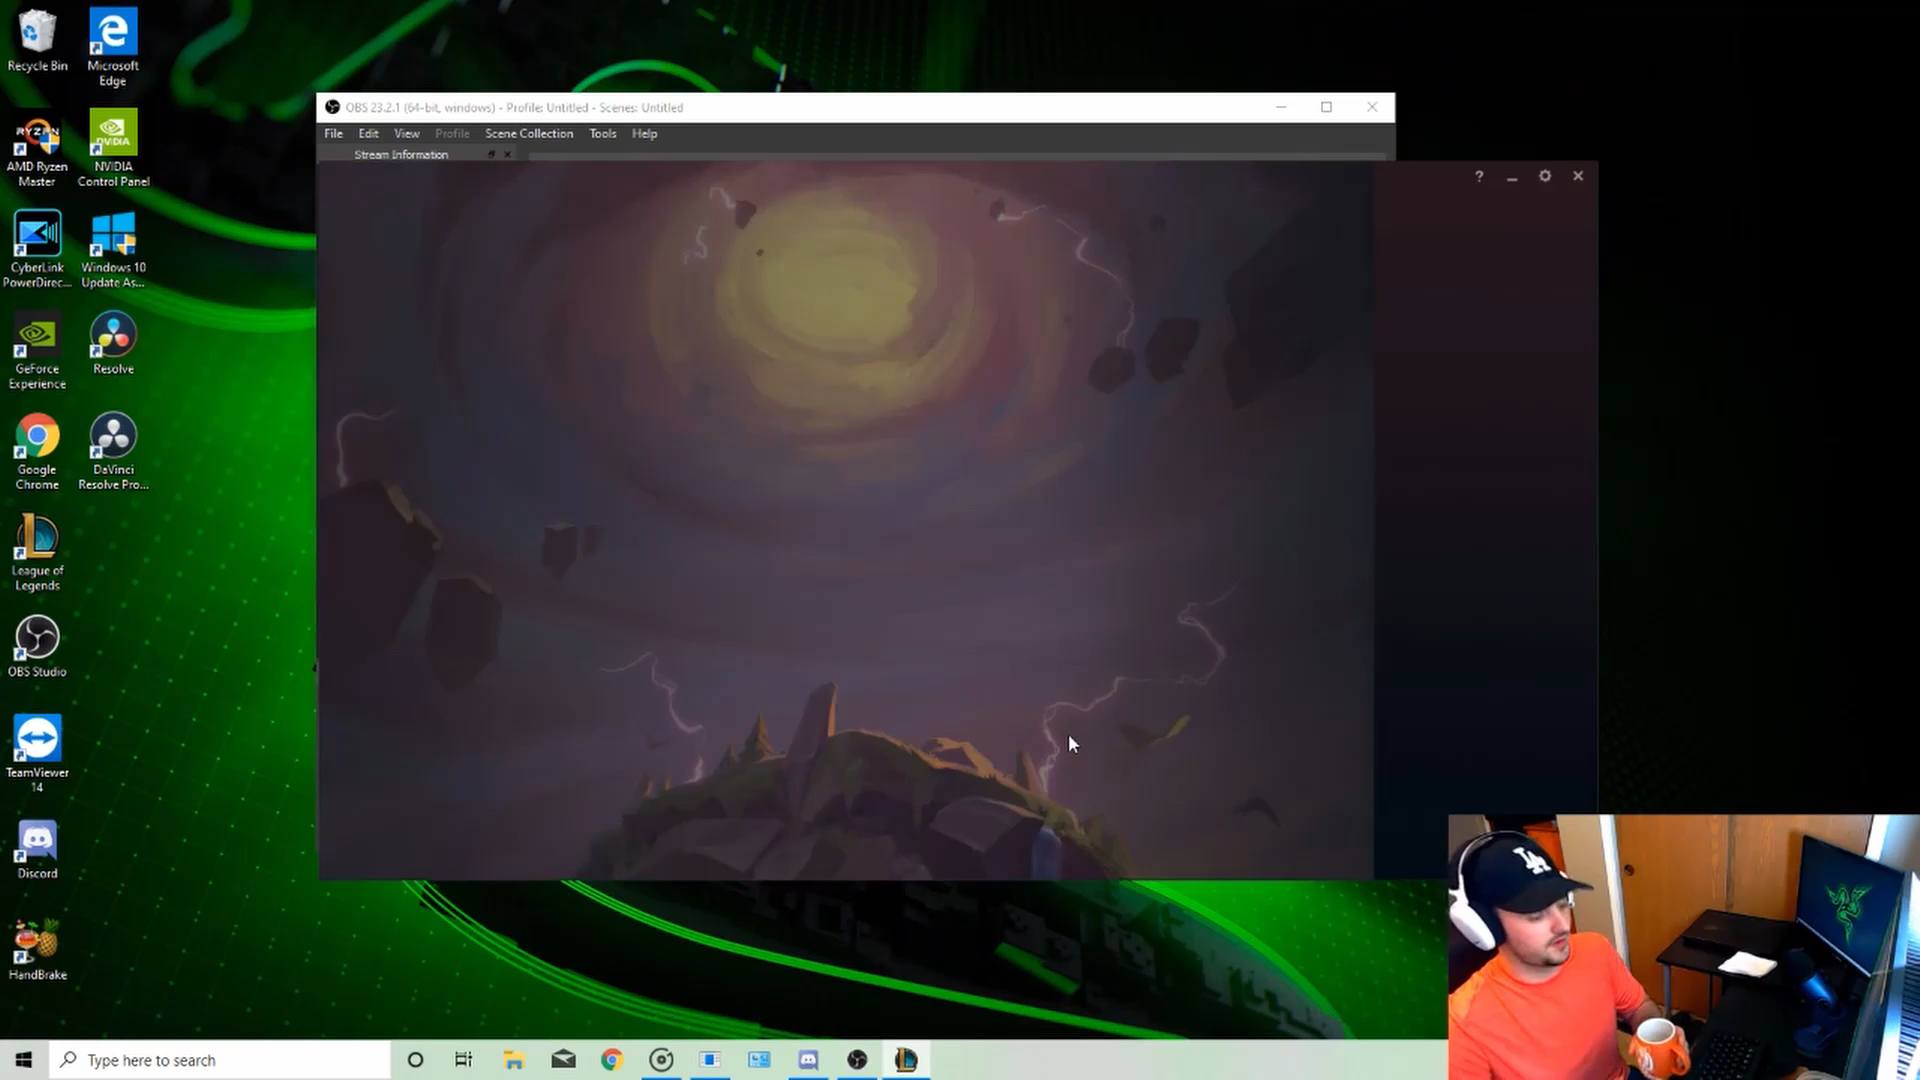 Recycle Bin
Microsoft
Edge
RYZEN
AMD Ryzen
Master
NVIDIA
NVIDIA
Control Panel
CyberLink
PowerDirec...
Windows 10
Update As...
GeForce
Experience
Resolve
Google
Chrome
DaVinci
Resolve Pro...
League of
Legends
OBS Studio
TeamViewer
14
Discord
HandBrake
OBS 23.2.1 (64-bit, windows) - Profile: Untitled - Scenes: Untitled
File Edit View Profile Scene Collection Tools Help
Stream Information
?
LA
Type here to search